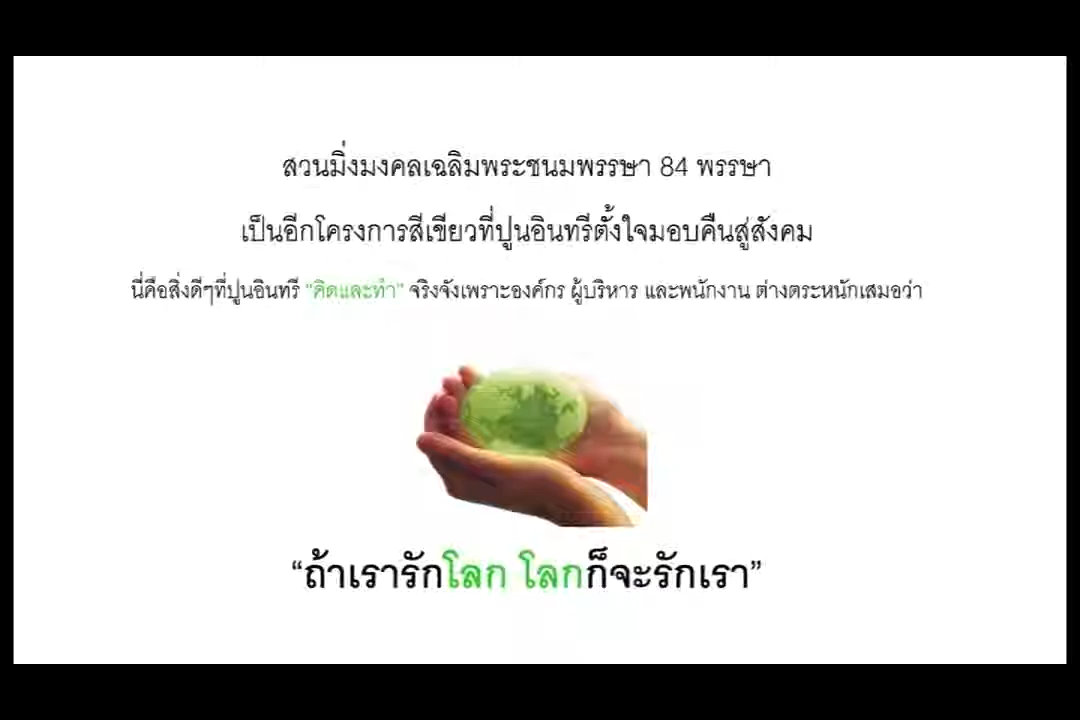 สวนมิ่งมงคลเฉลิมพระชนมพรรษา 84 พรรษา
เป็นอีกโครงการสีเขียวที่ปูนอินทรีตั้งใจมอบคืนสู่สังคม
นี่คือสิ่งดีๆที่ปูนอินทรี "คิดและทำ" จริงจังเพราะองค์กร ผู้บริหาร และพนักงาน ต่างตระหนักเสมอว่า
“ถ้าเรารักโลก โลกก็จะรักเรา”